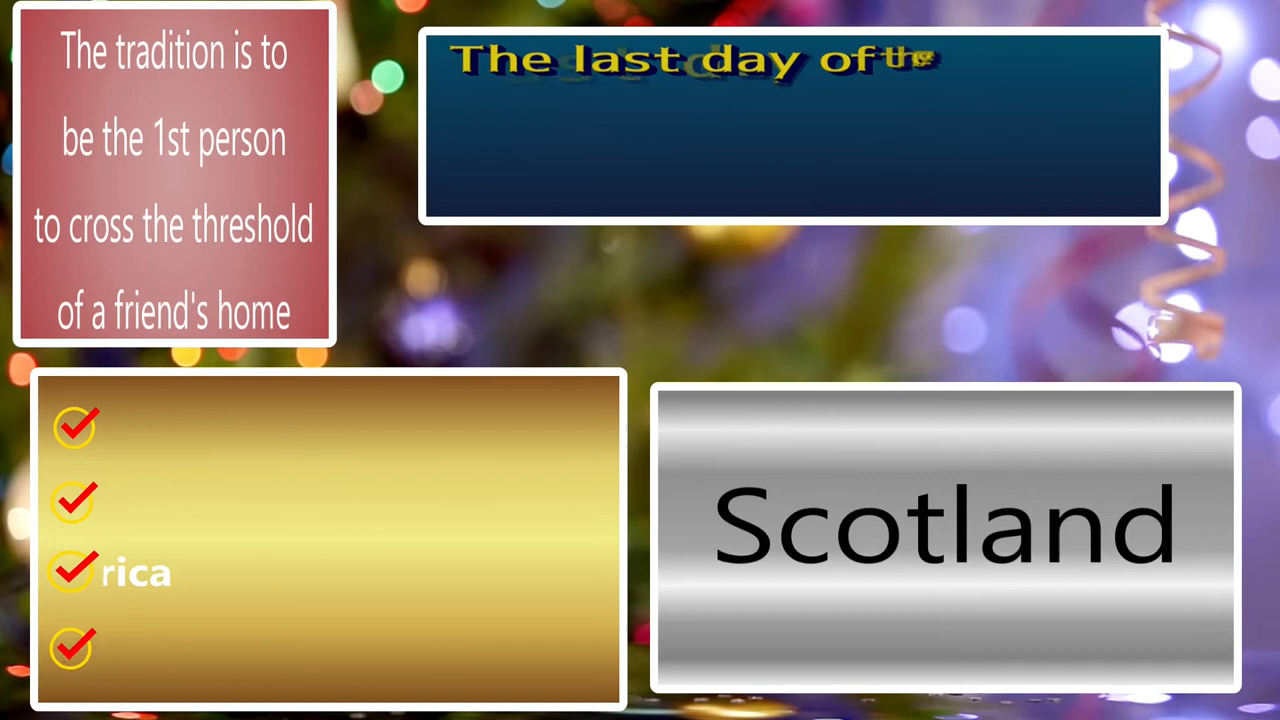 The tradition is to
be the 1st person
to cross the threshold
of a friend's home
The last day of the
rica
Scotland